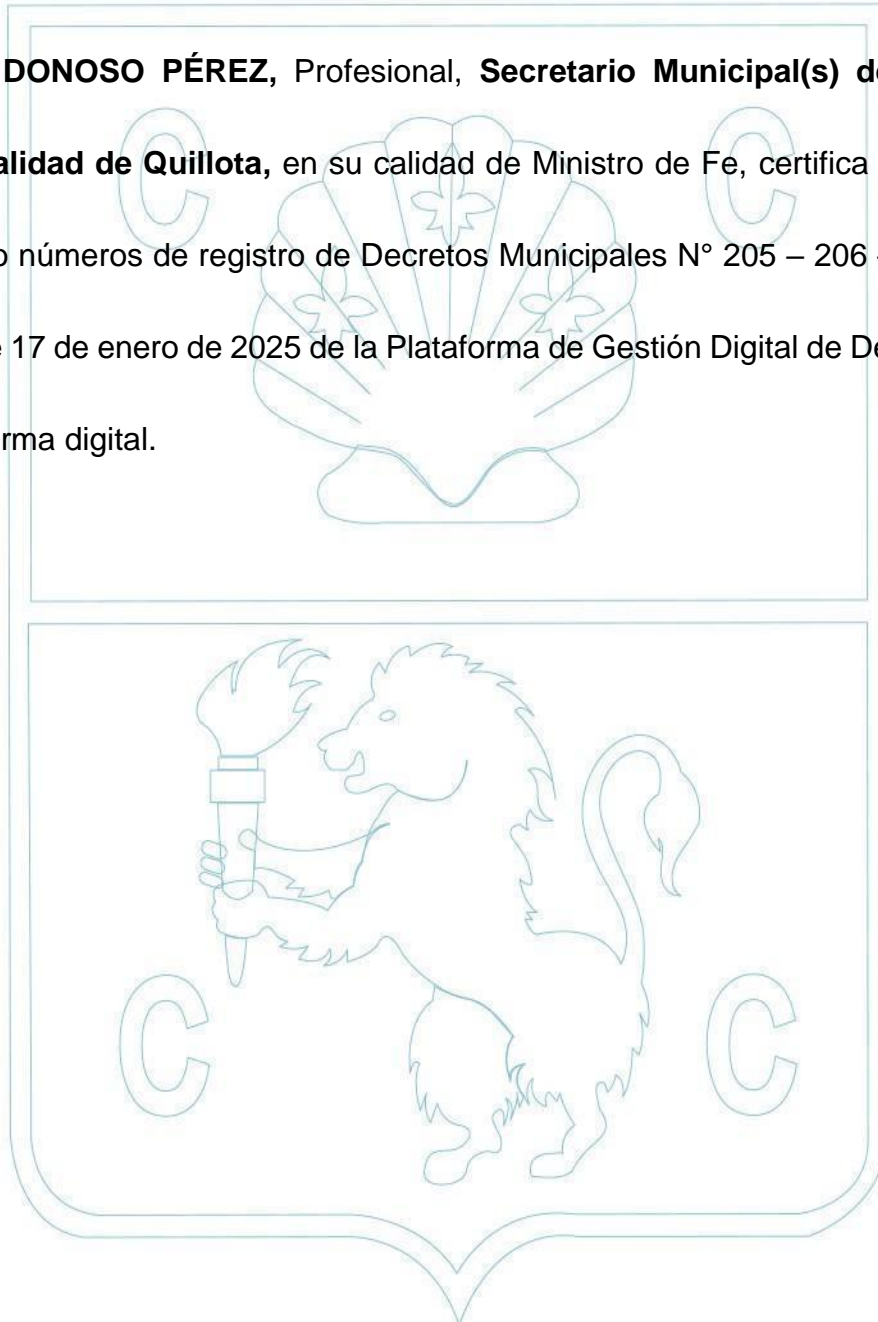 DONOSO PÉREZ, Profesional, Secretario Municipal(s) d
alidad de Quillota, en su calidad de Ministro de Fe, certifica
o números de registro de Decretos Municipales N° 205 – 206
e 17 de enero de 2025 de la Plataforma de Gestión Digital de De
rma digital.
C C
C C